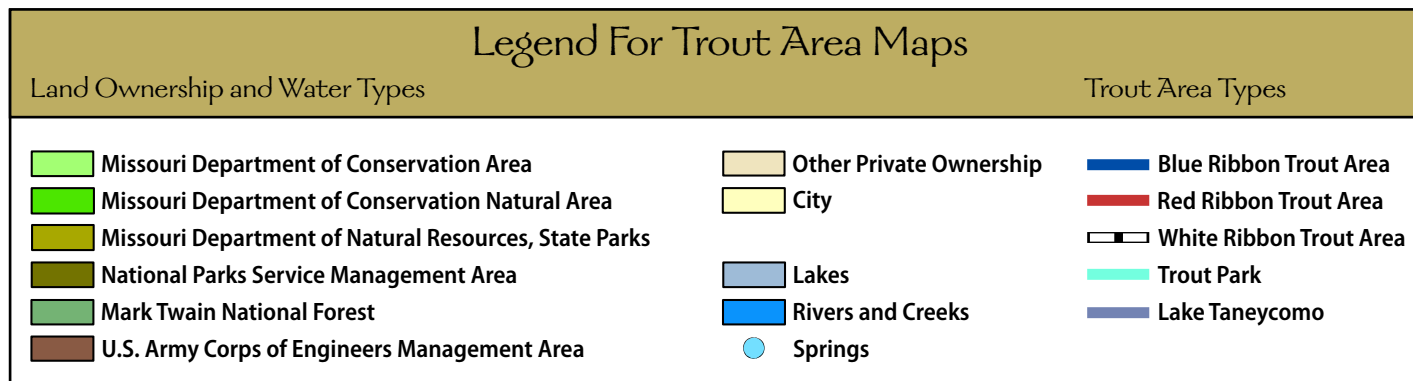 Legend For Trout Area Maps
Land Ownership and Water Types
Trout Area Types
Missouri Department of Conservation Area
Missouri Department of Conservation Natural Area
Missouri Department of Natural Resources, State Parks
National Parks Service Management Area
Mark Twain National Forest
U.S. Army Corps of Engineers Management Area
Other Private Ownership
City
Lakes
Rivers and Creeks
Springs
Blue Ribbon Trout Area
Red Ribbon Trout Area
White Ribbon Trout Area
Trout Park
Lake Taneycomo